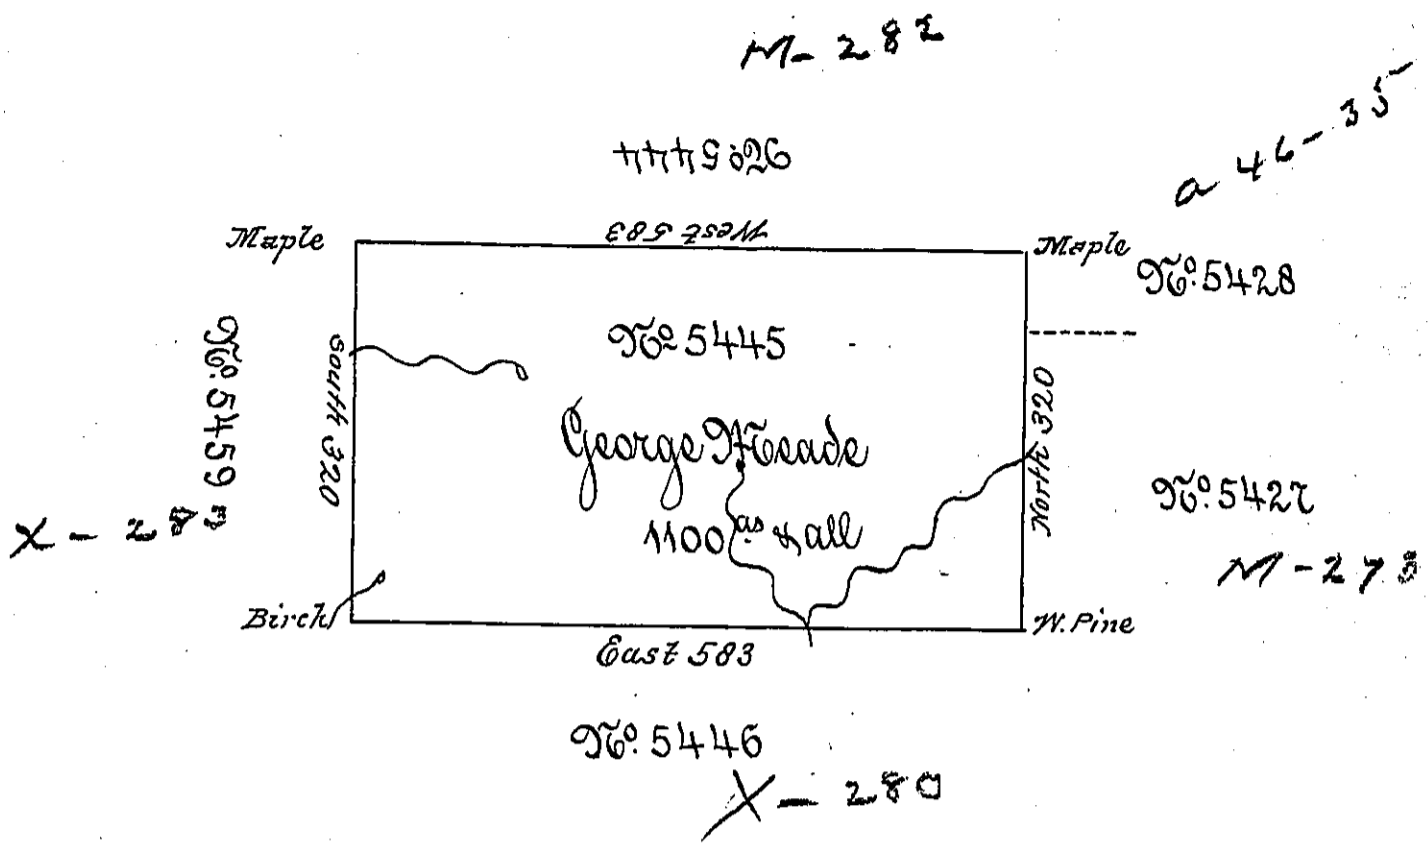 M-282
a 46-35
No. 5444
Maple
West 583
Maple
No. 5428
No. 5445
No. 5459
South 320
North 320
George Meade
No. 5427
1100 as & all
X-283
M-278
Birch
W. Pine
East 583
No. 5446
X-280